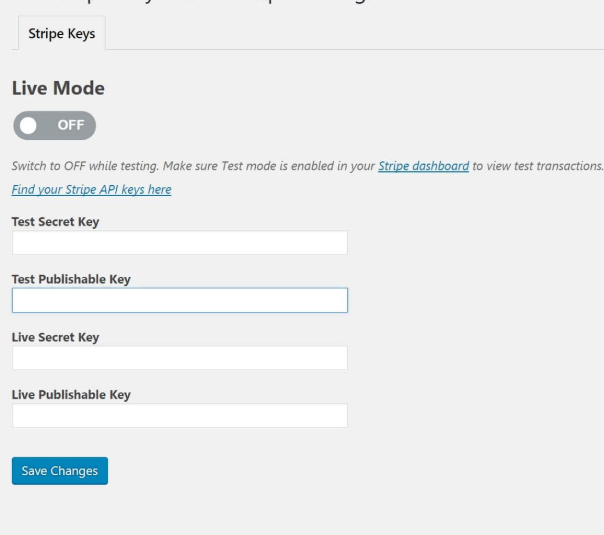 Stripe Keys
Live Mode
OFF
Switch to OFF while testing. Make sure Test mode is enabled in your Stripe dashboard to view test transactions.
Find your Stripe API keys here
Test Secret Key
Test Publishable Key
Live Secret Key
Live Publishable Key
Save Changes